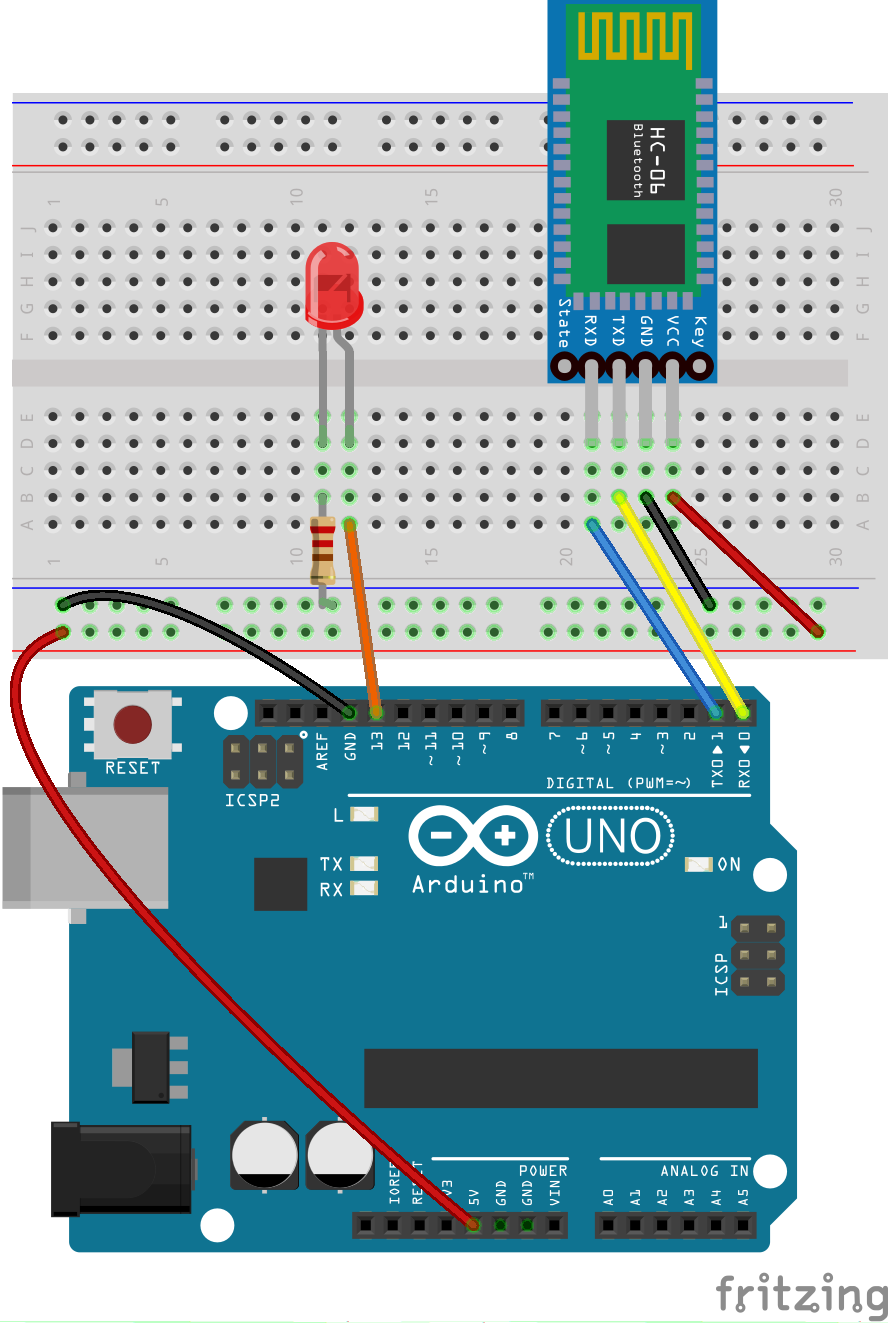 HC-06
Bluetooth
1 5 10 15 30
J J
I I
H H
G G
F F
State RXD TXD GND VCC Key
E E
D D
C C
B B
A A
1 5 10 15 20 25 30
RESET
ICSP2
AREF GND 13 12 ~11 ~10 ~9 8 7 ~6 ~5 4 ~3 2 TX0▶1 RX0◀0
DIGITAL (PWM=~)
L
TX
RX
UNO
Arduino™
ON
1
ICSP
POWER
ANALOG IN
5V GND GND VIN A0 A1 A2 A3 A4 A5
fritzing